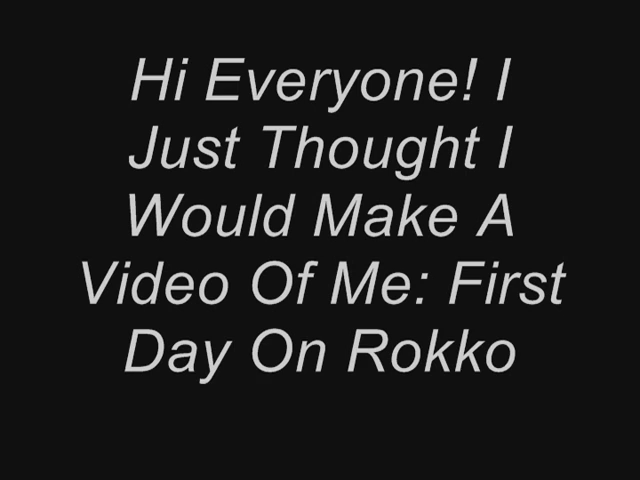 Hi Everyone! I
Just Thought I
Would Make A
Video Of Me: First
Day On Rokko